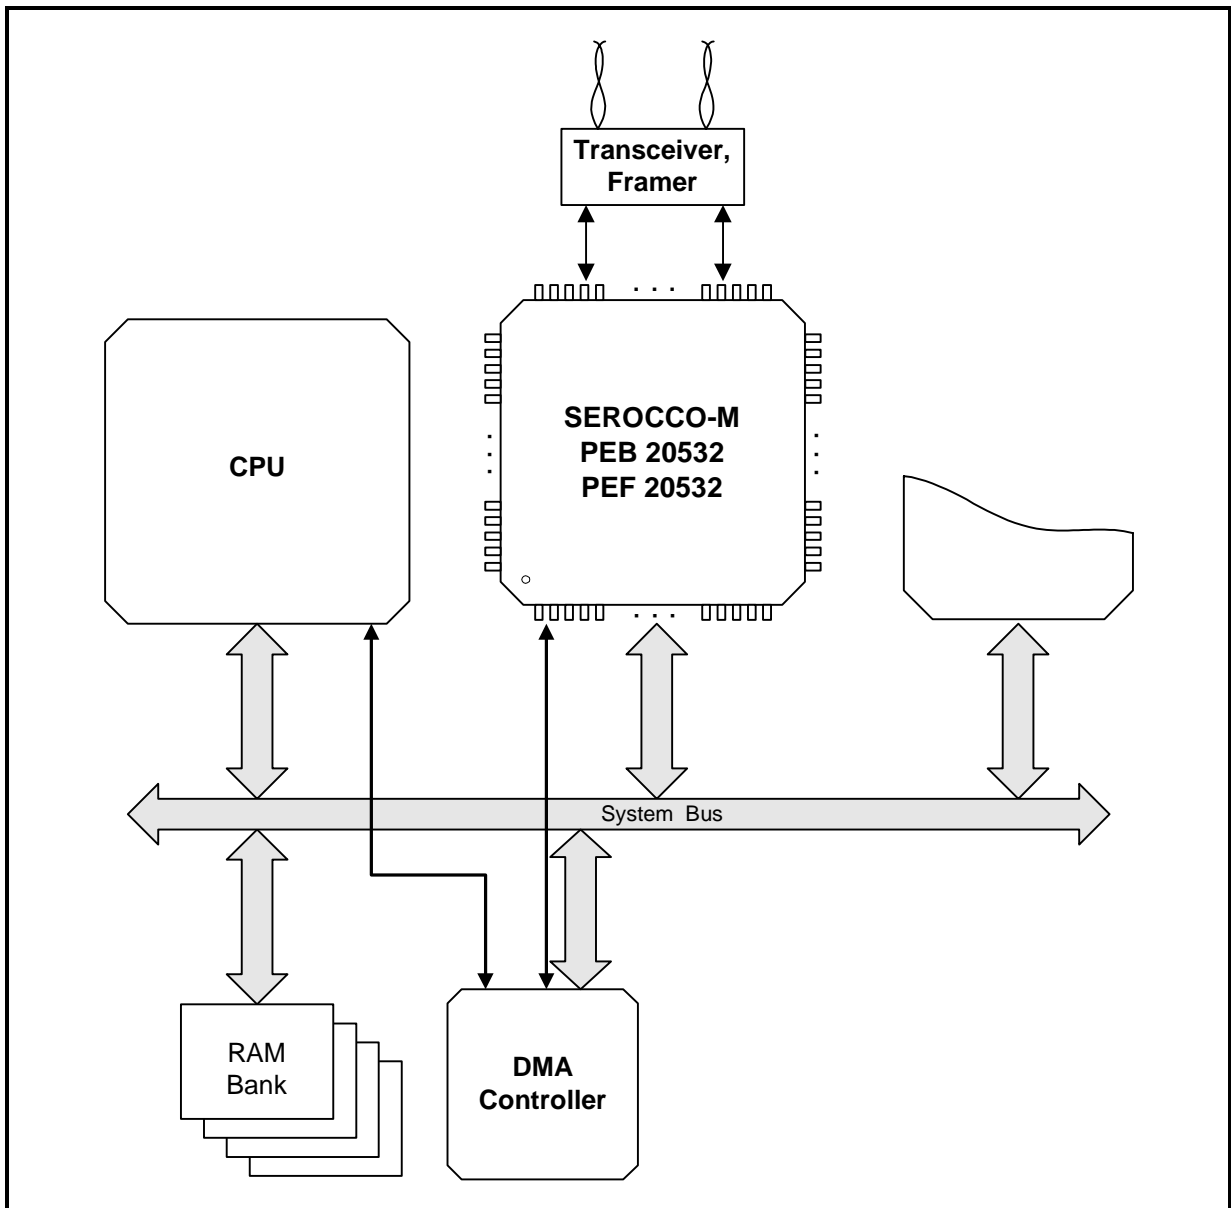 Transceiver,
Framer
SEROCCO-M
PEB 20532
PEF 20532
CPU
System Bus
RAM
Bank
DMA
Controller